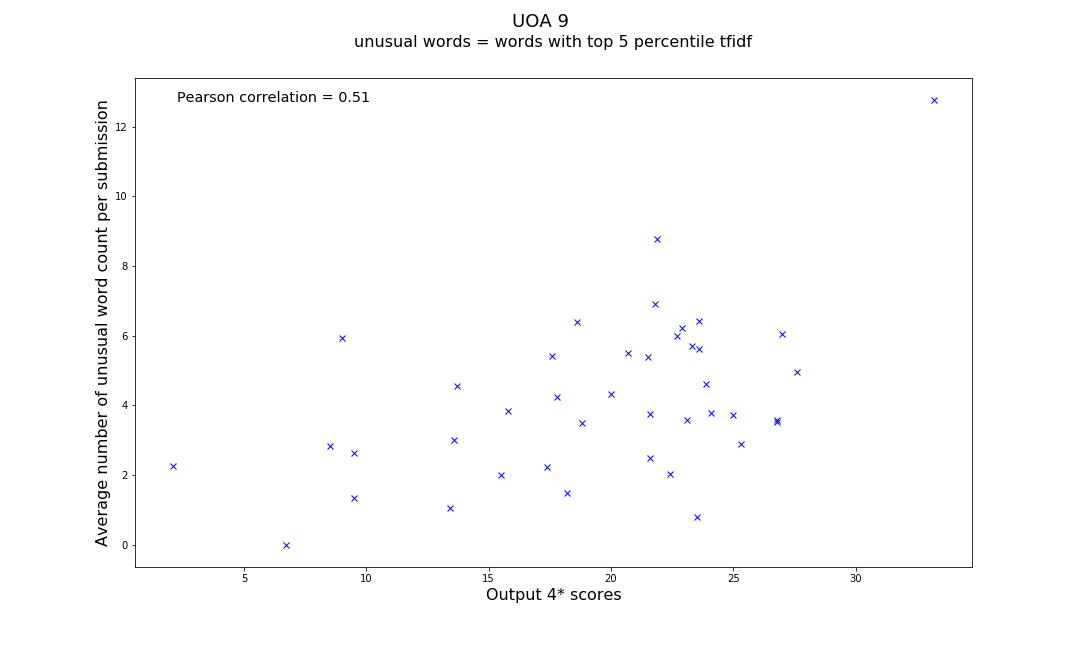 UOA 9
unusual words = words with top 5 percentile tfidf
Pearson correlation = 0.51
Average number of unusual word count per submission
12
10
8
6
4
2
0
5
10
15
20
25
30
Output 4* scores